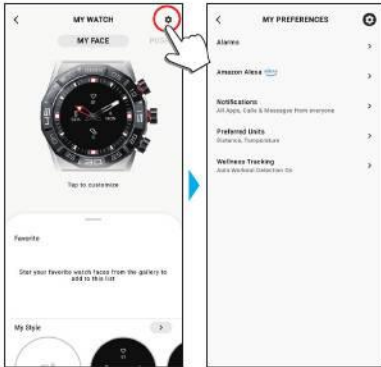 MY WATCH
MY FACE
Tap to customize
Favorite
Star your favorite watch faces from the gallery to
add to this list
My Style
MY PREFERENCES
Alarms
Amazon Alexa
Notifications
All Apps, Calls & Messages from everyone
Preferred Units
Distance, Temperature
Wellness Tracking
Auto Workout Detection On